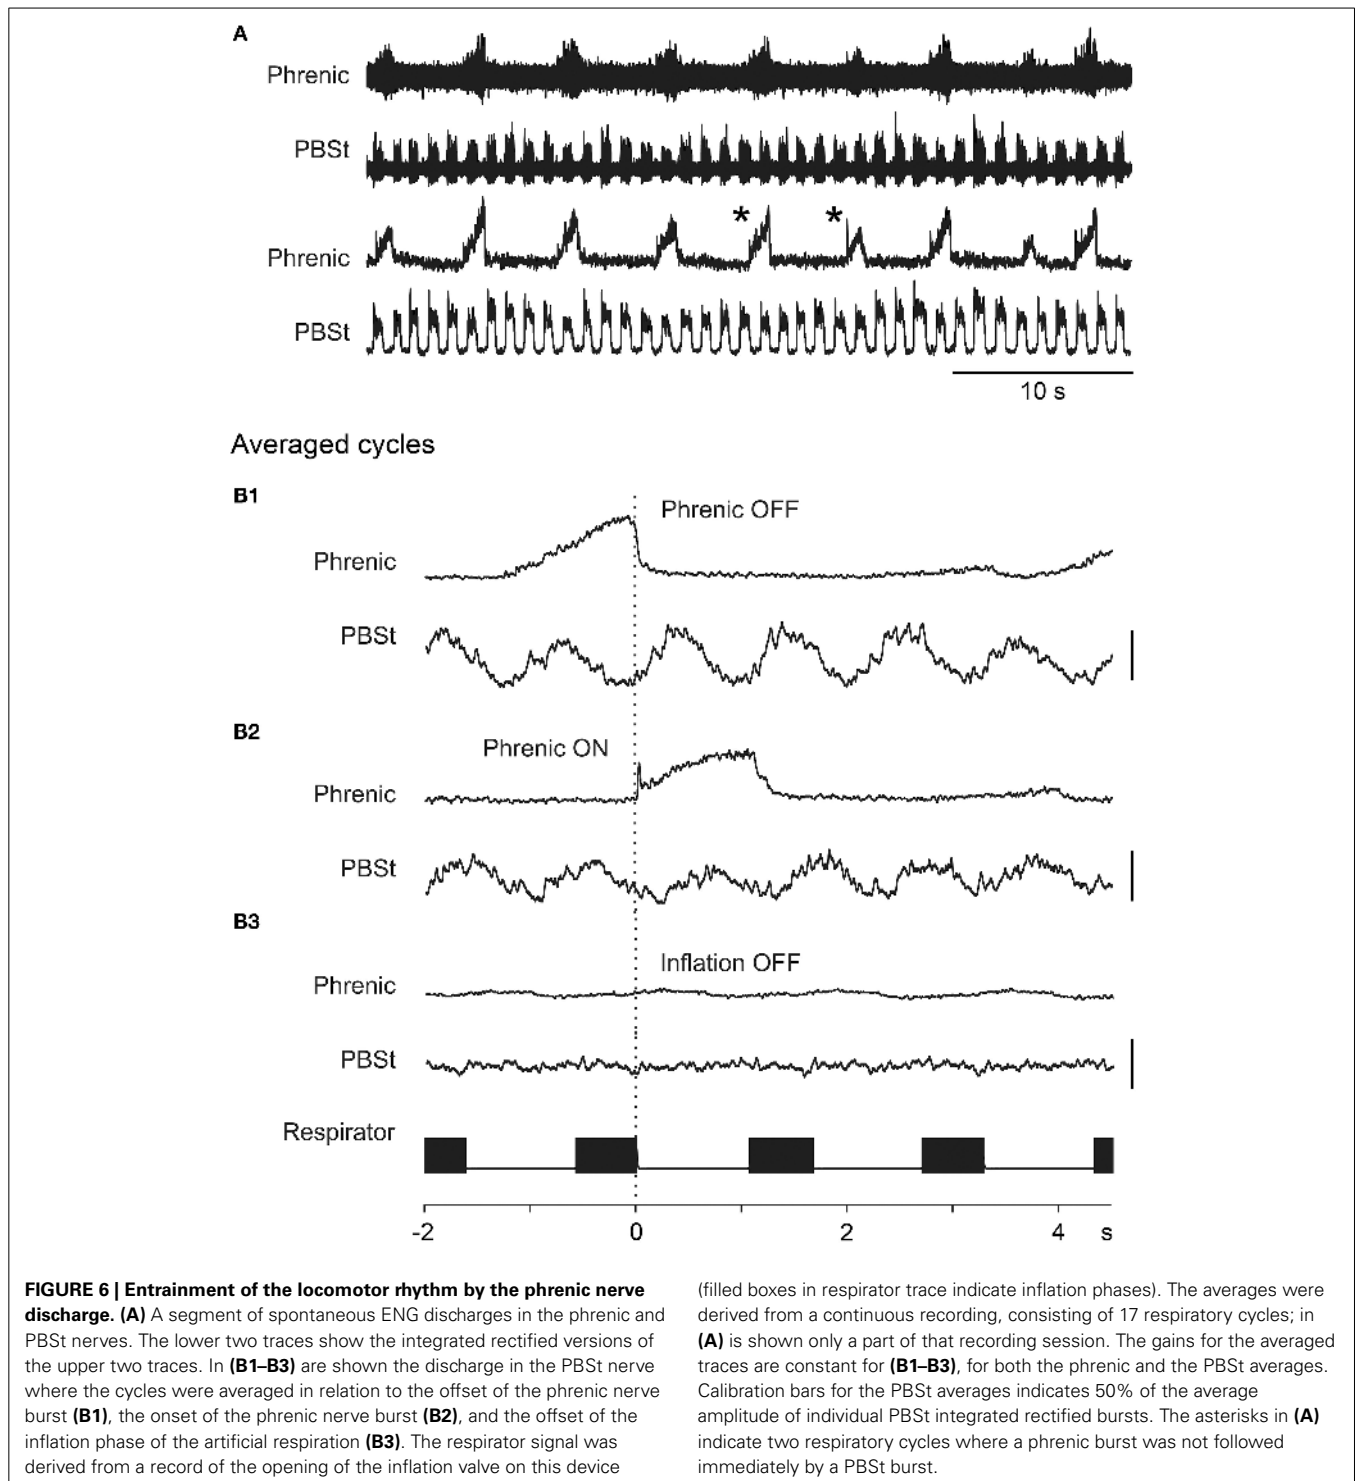 A
Phrenic
PBSt
*
*
Phrenic
PBSt
10 s
Averaged cycles
B1
Phrenic OFF
Phrenic
PBSt
B2
Phrenic ON
Phrenic
PBSt
B3
Inflation OFF
Phrenic
PBSt
Respirator
-2 0 2 4 s
FIGURE 6 | Entrainment of the locomotor rhythm by the phrenic nerve
discharge. (A) A segment of spontaneous ENG discharges in the phrenic and
PBSt nerves. The lower two traces show the integrated rectified versions of
the upper two traces. In (B1–B3) are shown the discharge in the PBSt nerve
where the cycles were averaged in relation to the offset of the phrenic nerve
burst (B1), the onset of the phrenic nerve burst (B2), and the offset of the
inflation phase of the artificial respiration (B3). The respirator signal was
derived from a record of the opening of the inflation valve on this device
(filled boxes in respirator trace indicate inflation phases). The averages were
derived from a continuous recording, consisting of 17 respiratory cycles; in
(A) is shown only a part of that recording session. The gains for the averaged
traces are constant for (B1–B3), for both the phrenic and the PBSt averages.
Calibration bars for the PBSt averages indicates 50% of the average
amplitude of individual PBSt integrated rectified bursts. The asterisks in (A)
indicate two respiratory cycles where a phrenic burst was not followed
immediately by a PBSt burst.